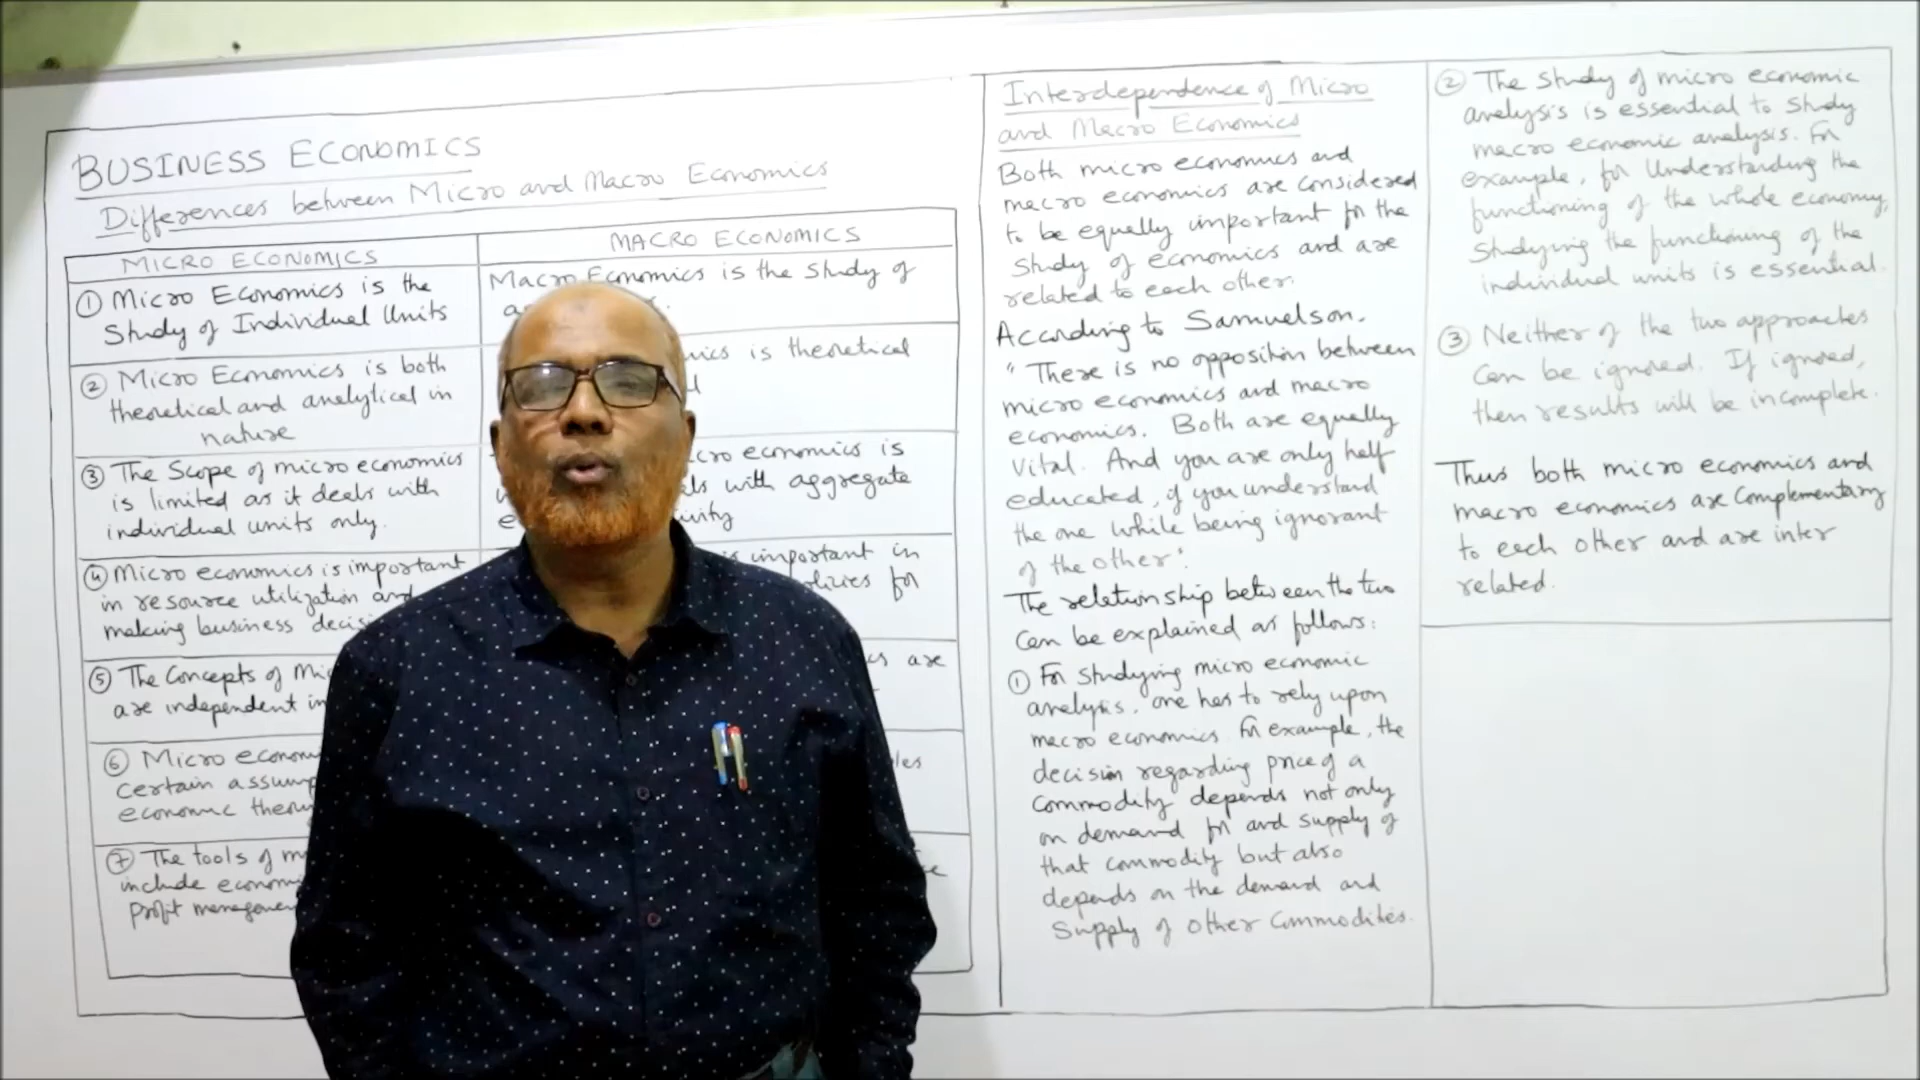 BUSINESS ECONOMICS
Differences between Micro and Macro Economics
MICRO ECONOMICS
MACRO ECONOMICS
① Micro Economics is the
Study of Individual Units
Macro Economics is the study of
② Micro Economics is both
theoretical and analytical in
nature
is theoretical
③ The Scope of micro economics
is limited as it deals with
individual units only.
economics is
with aggregate
④ Micro economics is important
in resource utilization and
making business
important in
for
⑤ The Concepts of
are independent in
are
⑥ Micro
certain
economic
⑦ The tools of
include
profit
Interdependence of Micro
and Macro Economics
Both micro economics and
macro economics are considered
to be equally important for the
study of economics and are
related to each other.
According to Samuelson.
"There is no opposition between
micro economics and macro
economics. Both are equally
vital. And you are only half
educated, if you understand
the one while being ignorant
of the other".
The relationship between the two
can be explained as follows:
① For studying micro economic
analysis, one has to rely upon
macro economics. For example, the
decision regarding price of a
commodity depends not only
on demand for and supply of
that commodity but also
depends on the demand and
supply of other commodities.
② The study of micro economic
analysis is essential to study
macro economic analysis. For
example, for understanding the
functioning of the whole economy,
studying the functioning of the
individual units is essential.
③ Neither of the two approaches
can be ignored. If ignored,
then results will be incomplete.
Thus both micro economics and
macro economics are complementary
to each other and are inter
related.